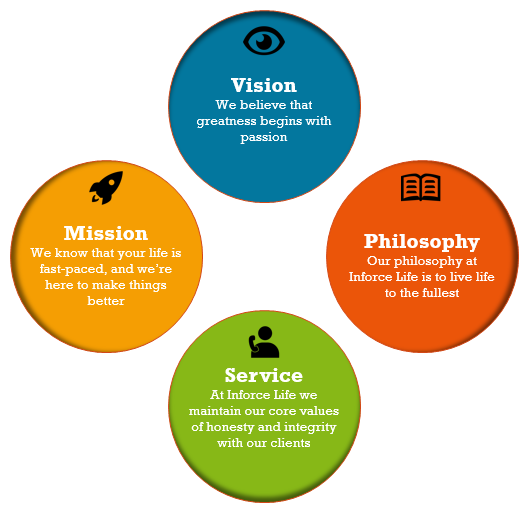 Vision
We believe that
greatness begins with
passion
Mission
We know that your life is
fast-paced, and we're
here to make things
better
Philosophy
Our philosophy at
Inforce Life is to live life
to the fullest
Service
At Inforce Life we
maintain our core values
of honesty and integrity
with our clients